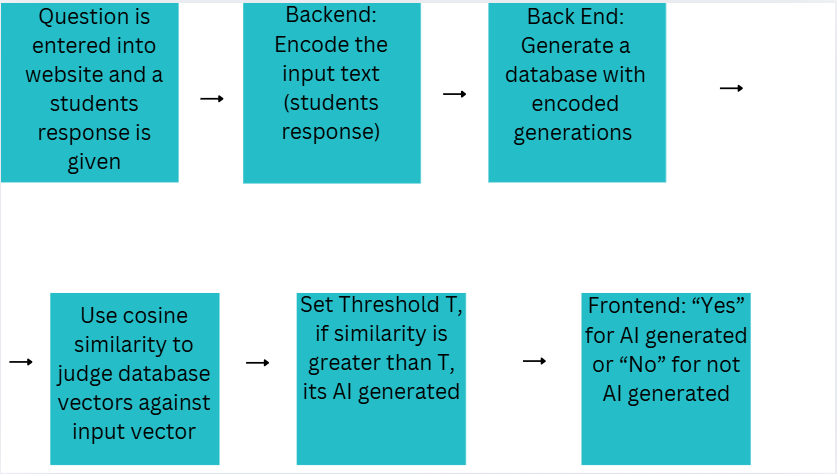 Question is
entered into
website and a
students
response is
given
Backend:
Encode the
input text
(students
response)
Back End:
Generate a
database with
encoded
generations
Use cosine
similarity to
judge database
vectors against
input vector
Set Threshold T,
if similarity is
greater than T,
its AI generated
Frontend: “Yes”
for AI generated
or “No” for not
AI generated